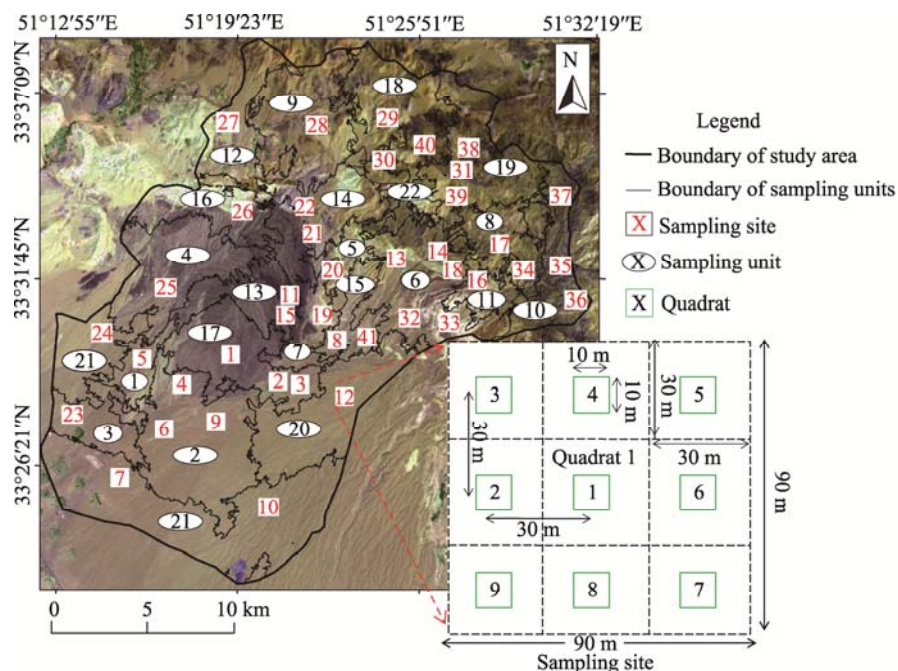 51°12′55″E 51°19′23″E 51°25′51″E 51°32′19″E
33°37′09″N
33°31′45″N
33°26′21″N
N
18
9
27
28
29
12
40
38
30
31
19
16
26
22
14
22
39
37
21
8
4
5
13
14
17
20
18
34
35
25
13
11
15
6
16
11
10
36
15
19
32
33
24
17
8
41
21
5
1
7
1
4
2
3
12
23
3
6
9
20
2
7
10
21
0 5 10 km
Legend
Boundary of study area
Boundary of sampling units
X Sampling site
X Sampling unit
X Quadrat
10 m
3 4 5
10 m
30 m
30 m
Quadrat 1
30 m
2 1 6
30 m
90 m
9 8 7
90 m
Sampling site